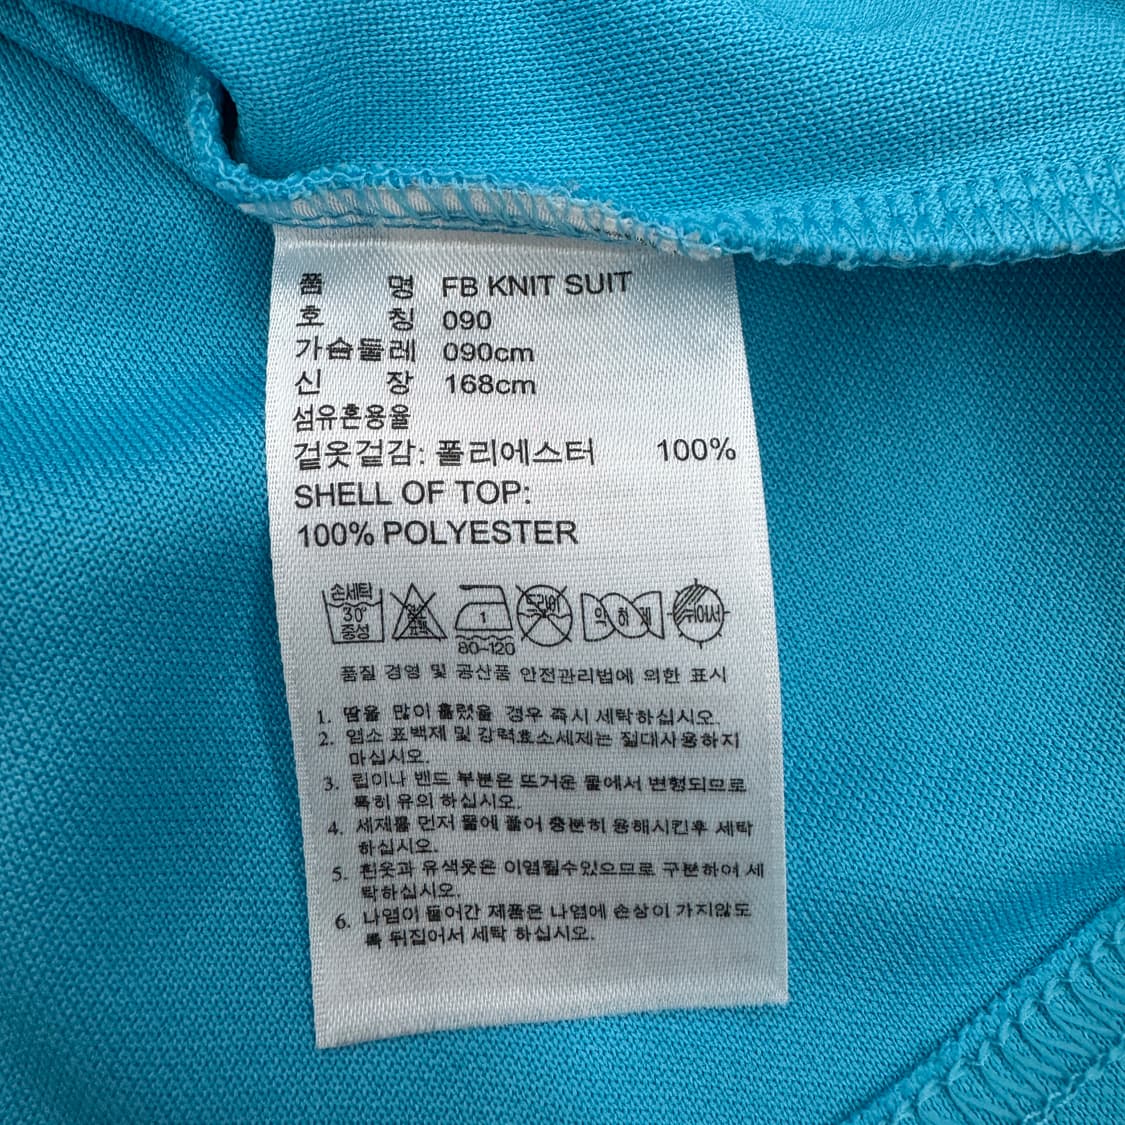 품 명 FB KNIT SUIT
호 칭 090
가슴둘레 090cm
신 장 168cm
섬유혼용율
겉옷겉감: 폴리에스터 100%
SHELL OF TOP:
100% POLYESTER
손세탁 30° 중성
염소 표백
1 80~120
드라이
약하게
뉘어서
품질 경영 및 공산품 안전관리법에 의한 표시
1. 땀을 많이 흘렸을 경우 즉시 세탁하십시오.
2. 염소 표백제 및 강력효소세제는 절대사용하지
마십시오.
3. 립이나 밴드 부분은 뜨거운 물에서 변형되므로
특히 유의 하십시오.
4. 세제를 먼저 물에 풀어 충분히 용해시킨후 세탁
하십시오.
5. 흰옷과 유색옷은 이염될수있으므로 구분하여 세
탁하십시오.
6. 나염이 들어간 제품은 나염에 손상이 가지않도
록 뒤집어서 세탁 하십시오.